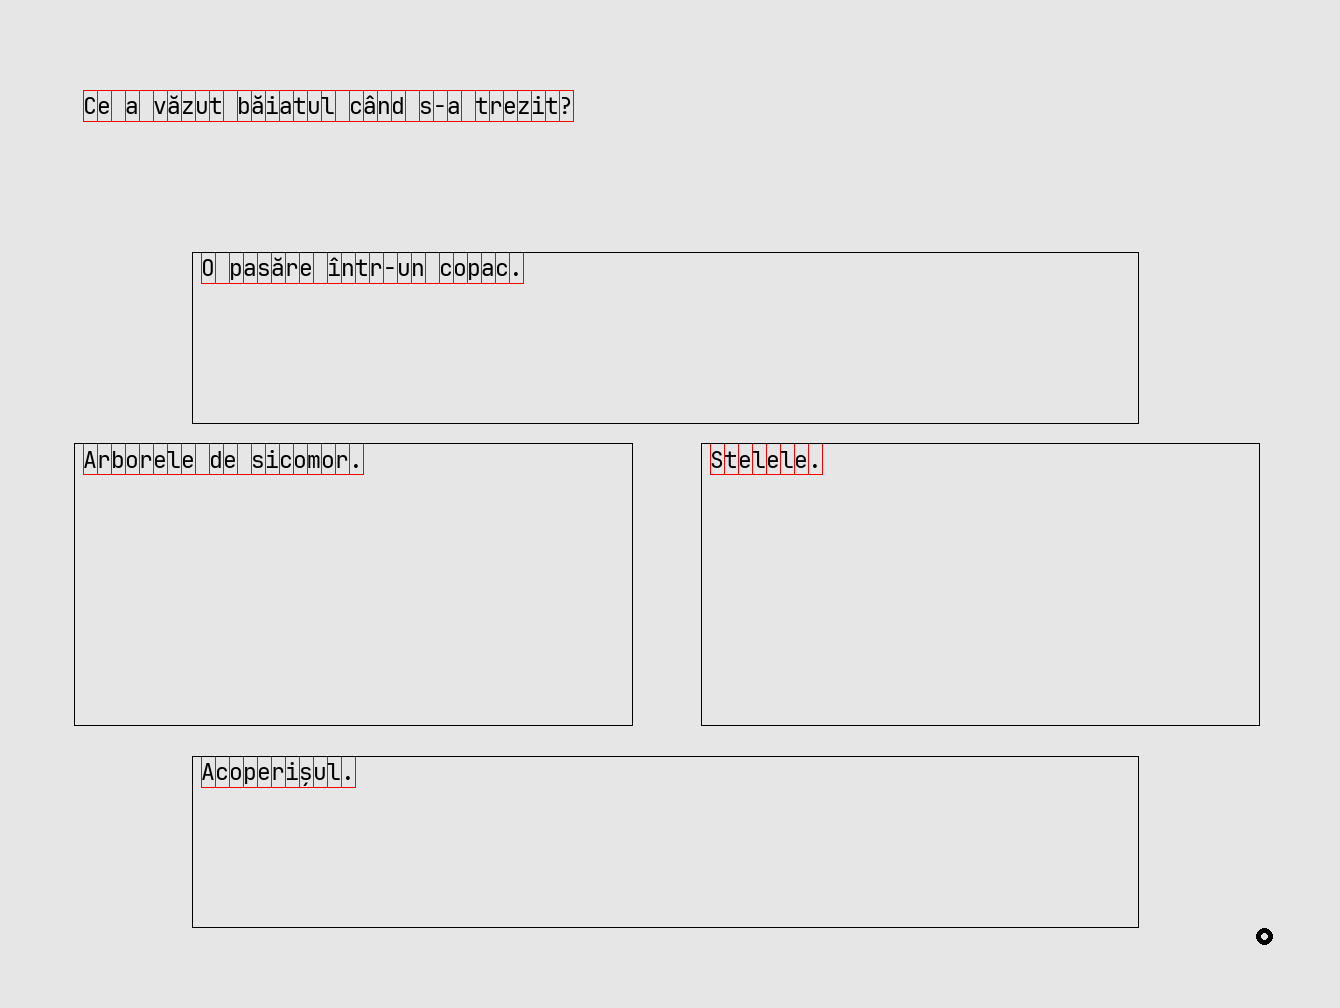 Ce a văzut băiatul când s-a trezit?
O pasăre într-un copac.
Arborele de sicomor.
Stelele.
Acoperișul.